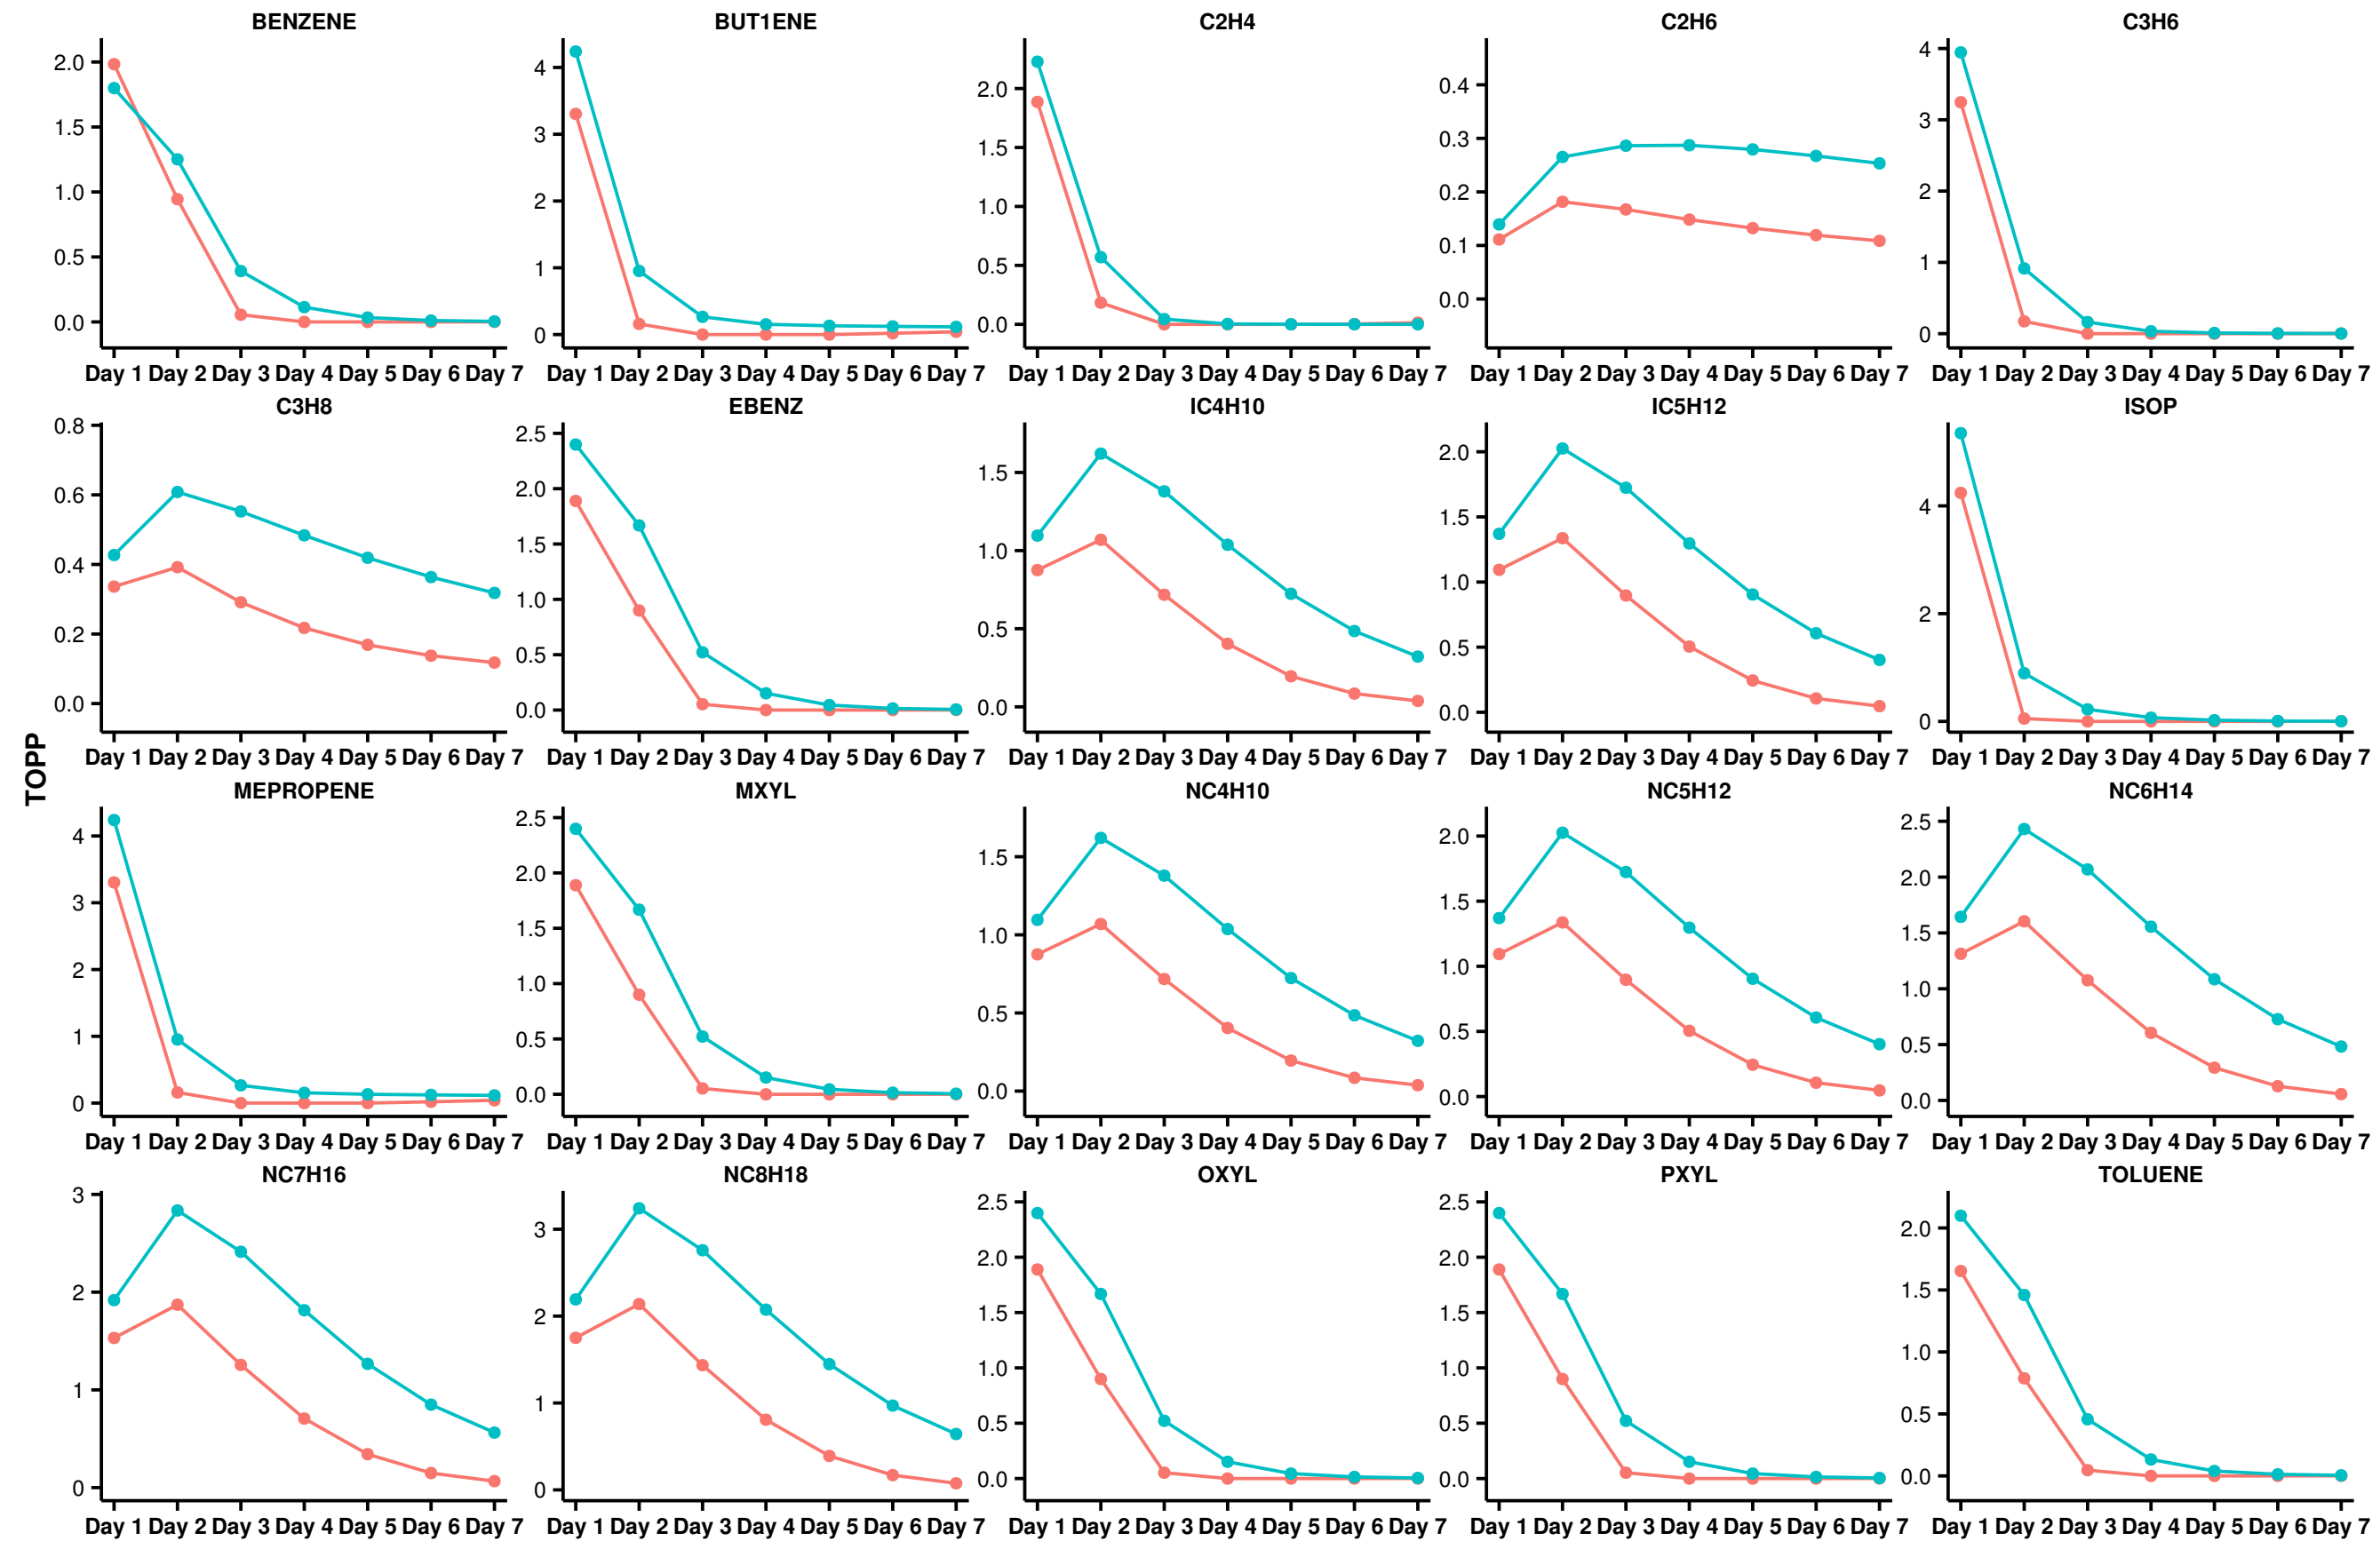 BENZENE BUT1ENE C2H4 C2H6 C3H6
2.0 4 2.0 0.4 4
1.5 3 1.5 0.3 3
1.0 2 1.0 0.2 2
0.5 1 0.5 0.1 1
0.0 0 0.0 0.0 0
Day 1 Day 2 Day 3 Day 4 Day 5 Day 6 Day 7 Day 1 Day 2 Day 3 Day 4 Day 5 Day 6 Day 7 Day 1 Day 2 Day 3 Day 4 Day 5 Day 6 Day 7 Day 1 Day 2 Day 3 Day 4 Day 5 Day 6 Day 7 Day 1 Day 2 Day 3 Day 4 Day 5 Day 6 Day 7
C3H8 EBENZ IC4H10 IC5H12 ISOP
0.8 2.5 1.5 2.0 4
0.6 2.0 1.0 1.5 2
0.4 1.5 0.5 1.0 0
0.2 1.0 0.0 0.5
0.0 0.5 0.0
0.0
Day 1 Day 2 Day 3 Day 4 Day 5 Day 6 Day 7 Day 1 Day 2 Day 3 Day 4 Day 5 Day 6 Day 7 Day 1 Day 2 Day 3 Day 4 Day 5 Day 6 Day 7 Day 1 Day 2 Day 3 Day 4 Day 5 Day 6 Day 7 Day 1 Day 2 Day 3 Day 4 Day 5 Day 6 Day 7
TOPP
MEPROPENE MXYL NC4H10 NC5H12 NC6H14
4 2.5 1.5 2.0 2.5
3 2.0 1.0 1.5 2.0
2 1.5 0.5 1.0 1.5
1 1.0 0.0 0.5 1.0
0 0.5 0.0 0.5
0.0 0.0
Day 1 Day 2 Day 3 Day 4 Day 5 Day 6 Day 7 Day 1 Day 2 Day 3 Day 4 Day 5 Day 6 Day 7 Day 1 Day 2 Day 3 Day 4 Day 5 Day 6 Day 7 Day 1 Day 2 Day 3 Day 4 Day 5 Day 6 Day 7 Day 1 Day 2 Day 3 Day 4 Day 5 Day 6 Day 7
NC7H16 NC8H18 OXYL PXYL TOLUENE
3 3 2.5 2.5 2.0
2 2 2.0 2.0 1.5
1 1 1.5 1.5 1.0
0 0 1.0 1.0 0.5
0.5 0.5 0.0
0.0 0.0
Day 1 Day 2 Day 3 Day 4 Day 5 Day 6 Day 7 Day 1 Day 2 Day 3 Day 4 Day 5 Day 6 Day 7 Day 1 Day 2 Day 3 Day 4 Day 5 Day 6 Day 7 Day 1 Day 2 Day 3 Day 4 Day 5 Day 6 Day 7 Day 1 Day 2 Day 3 Day 4 Day 5 Day 6 Day 7